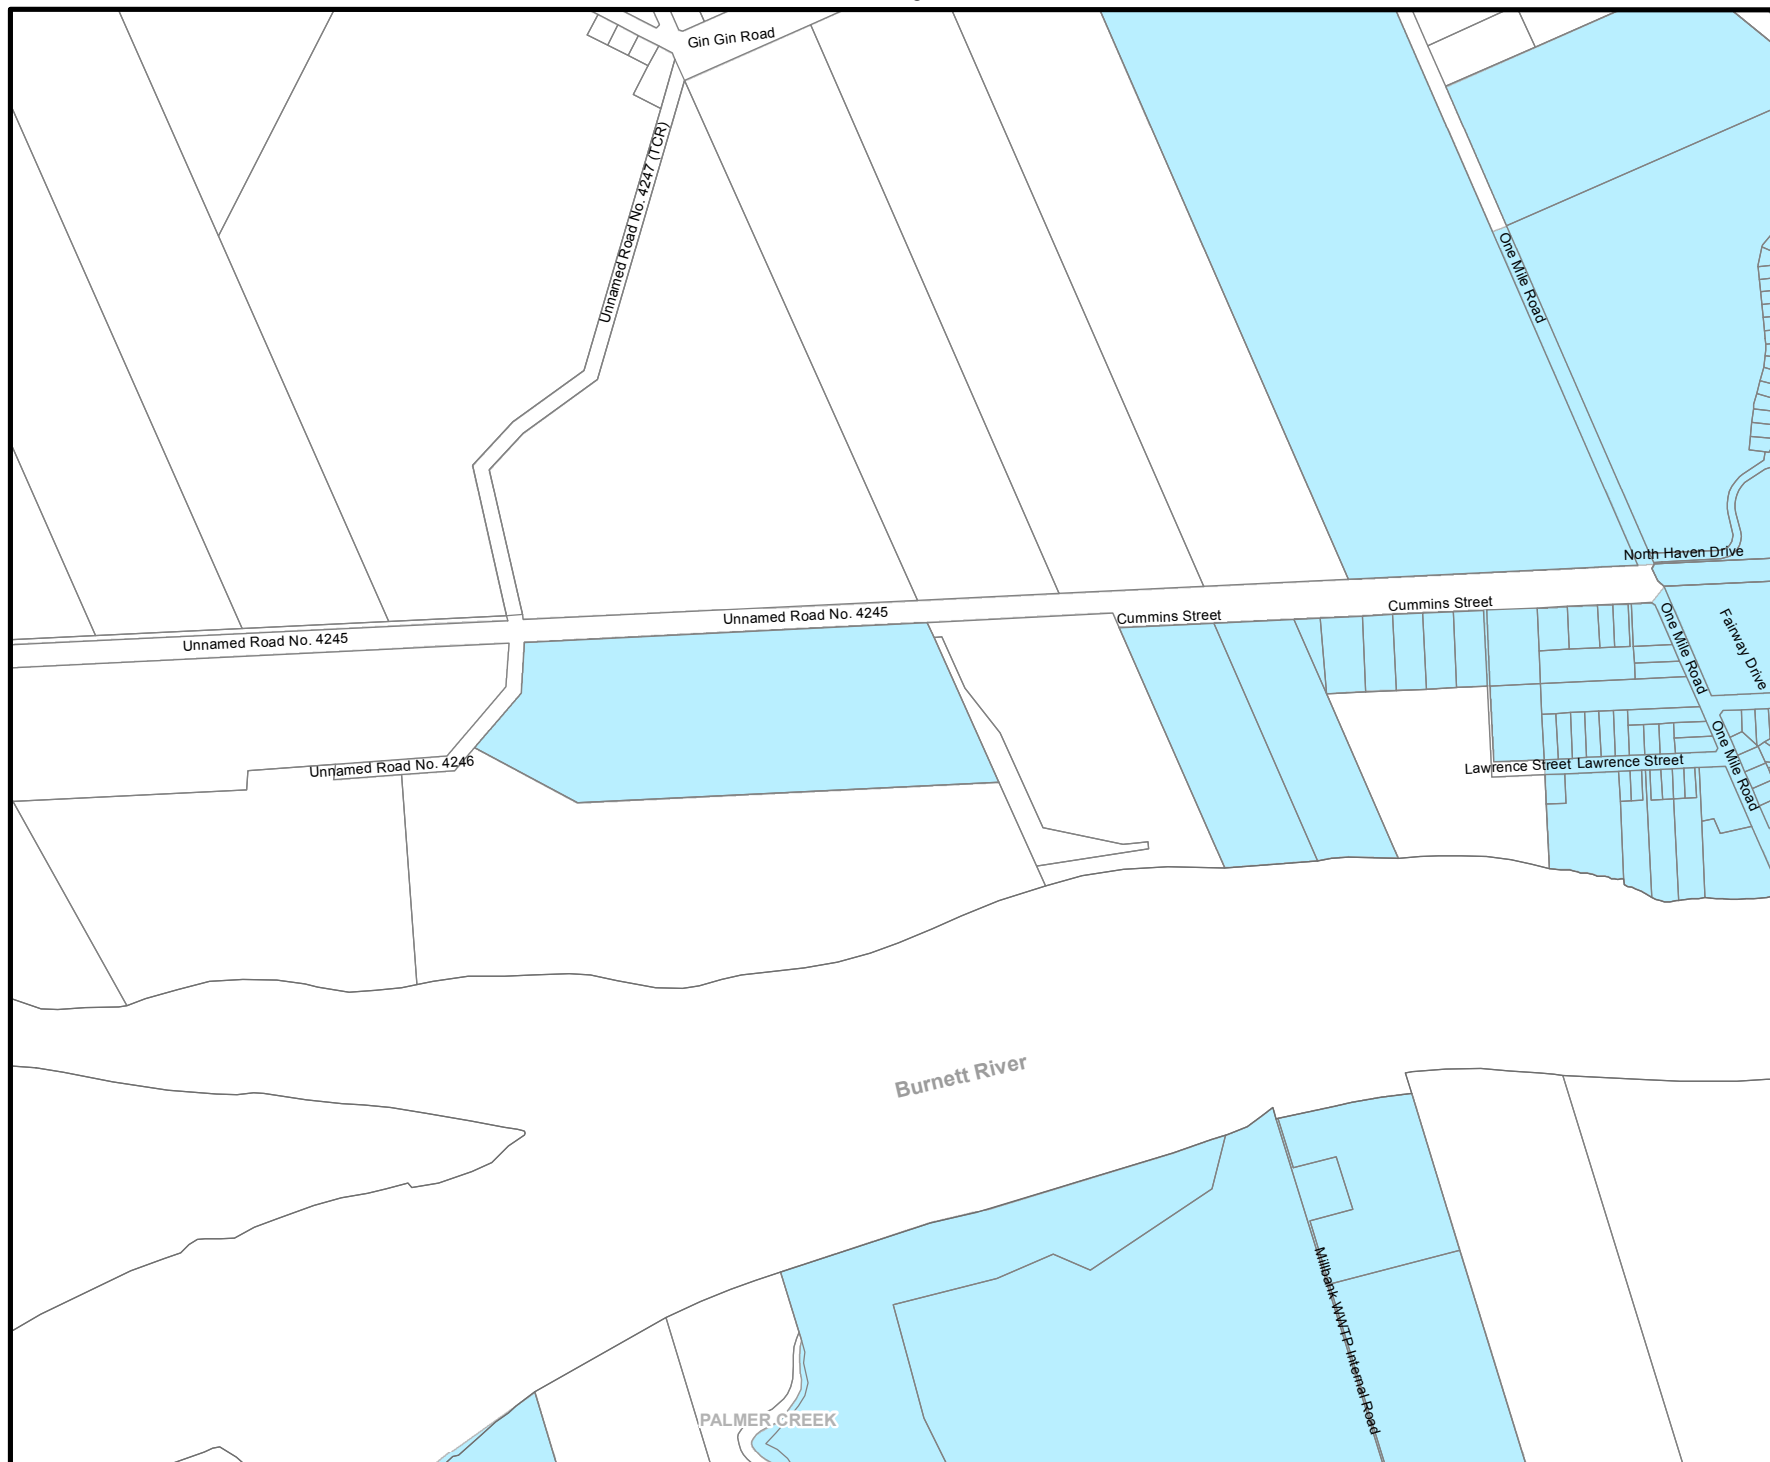 Gin Gin Road
Unnamed Road No. 4247 (TCR)
One Mile Road
North Haven Drive
Cummins Street
Unnamed Road No. 4245
Cummins Street
Unnamed Road No. 4245
One Mile Road
Fairway Drive
One Mile Road
Lawrence Street
Lawrence Street
Unnamed Road No. 4246
Burnett River
Millbank WWTP Internal Road
PALMER CREEK